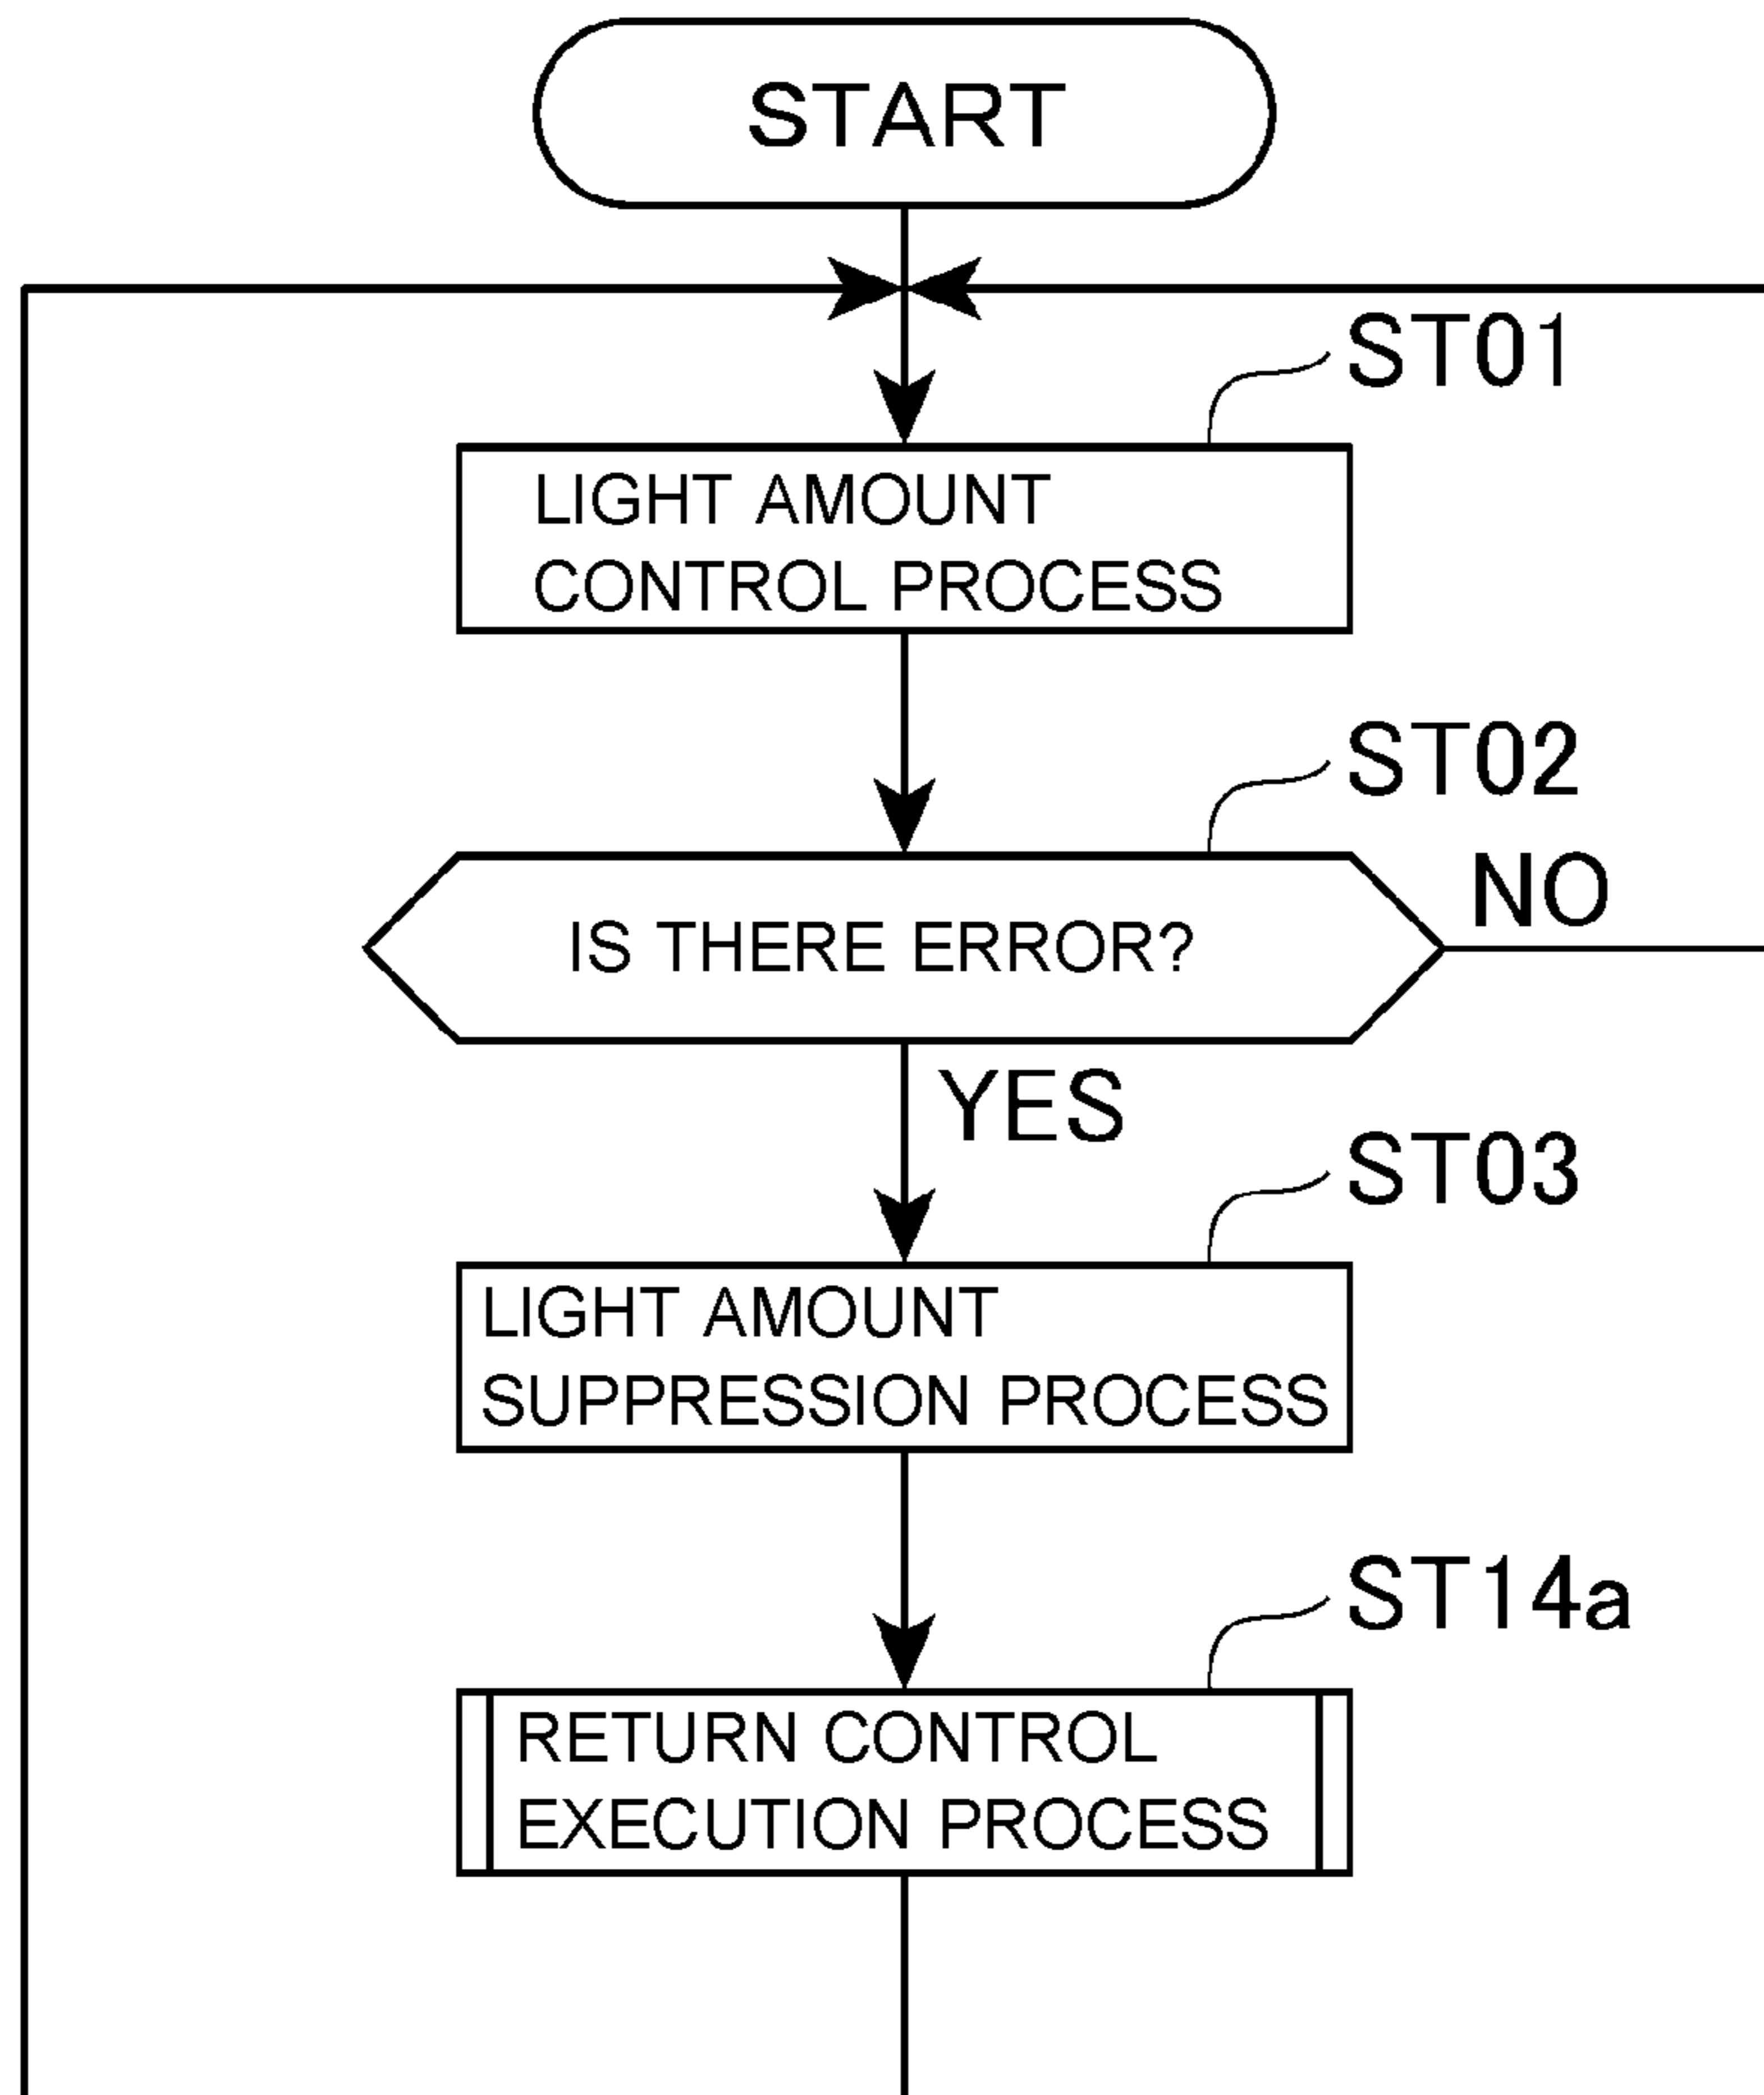 START
ST01
LIGHT AMOUNT
CONTROL PROCESS
ST02
NO
IS THERE ERROR?
YES
ST03
LIGHT AMOUNT
SUPPRESSION PROCESS
ST14a
RETURN CONTROL
EXECUTION PROCESS